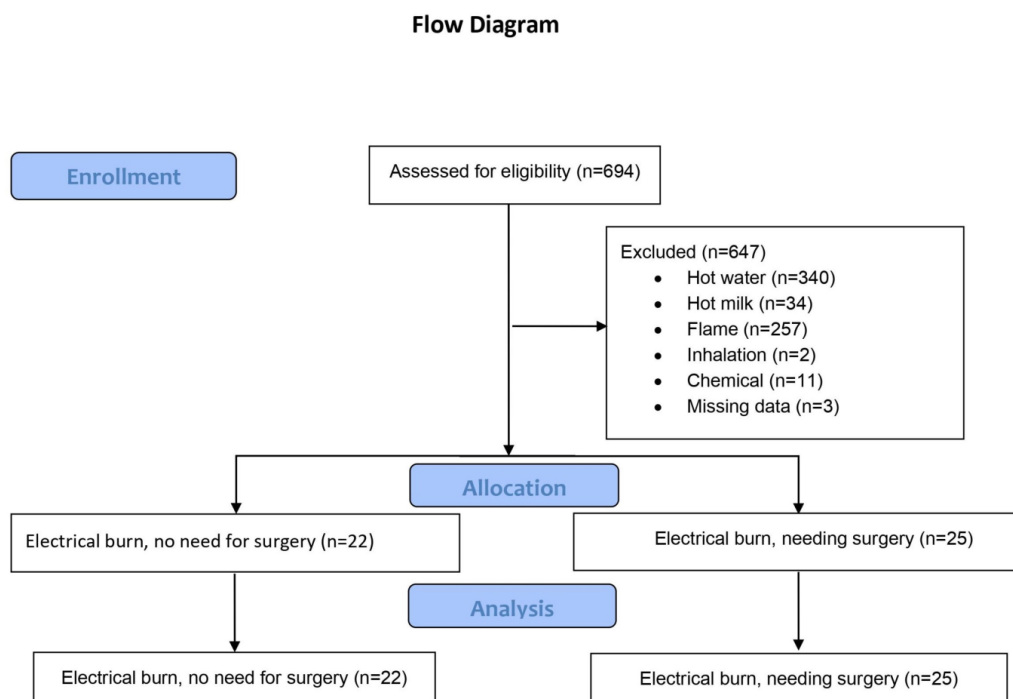 Flow Diagram
Enrollment
Assessed for eligibility (n=694)
Excluded (n=647)
• Hot water (n=340)
• Hot milk (n=34)
• Flame (n=257)
• Inhalation (n=2)
• Chemical (n=11)
• Missing data (n=3)
Allocation
Electrical burn, no need for surgery (n=22)
Electrical burn, needing surgery (n=25)
Analysis
Electrical burn, no need for surgery (n=22)
Electrical burn, needing surgery (n=25)